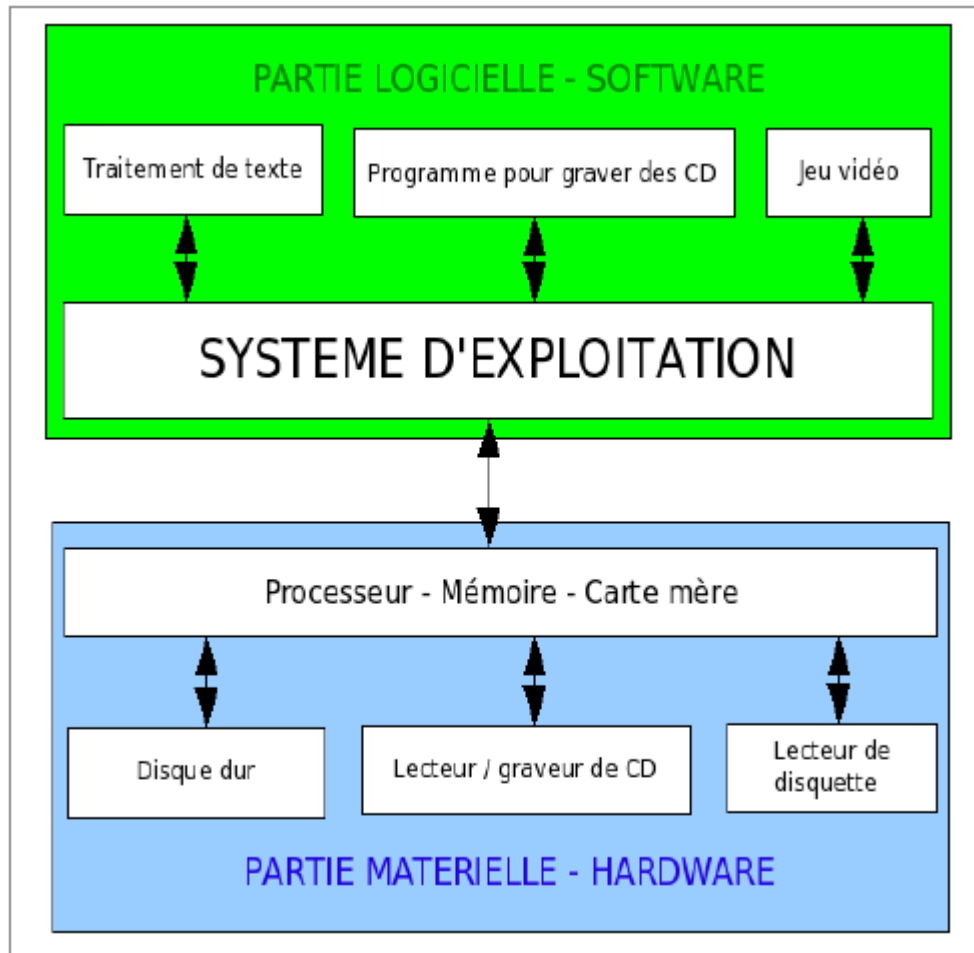 PARTIE LOGICIELLE - SOFTWARE
Traitement de texte
Programme pour graver des CD
Jeu vidéo
SYSTEME D'EXPLOITATION
Processeur - Mémoire - Carte mère
Disque dur
Lecteur / graveur de CD
Lecteur de
disquette
PARTIE MATERIELLE - HARDWARE